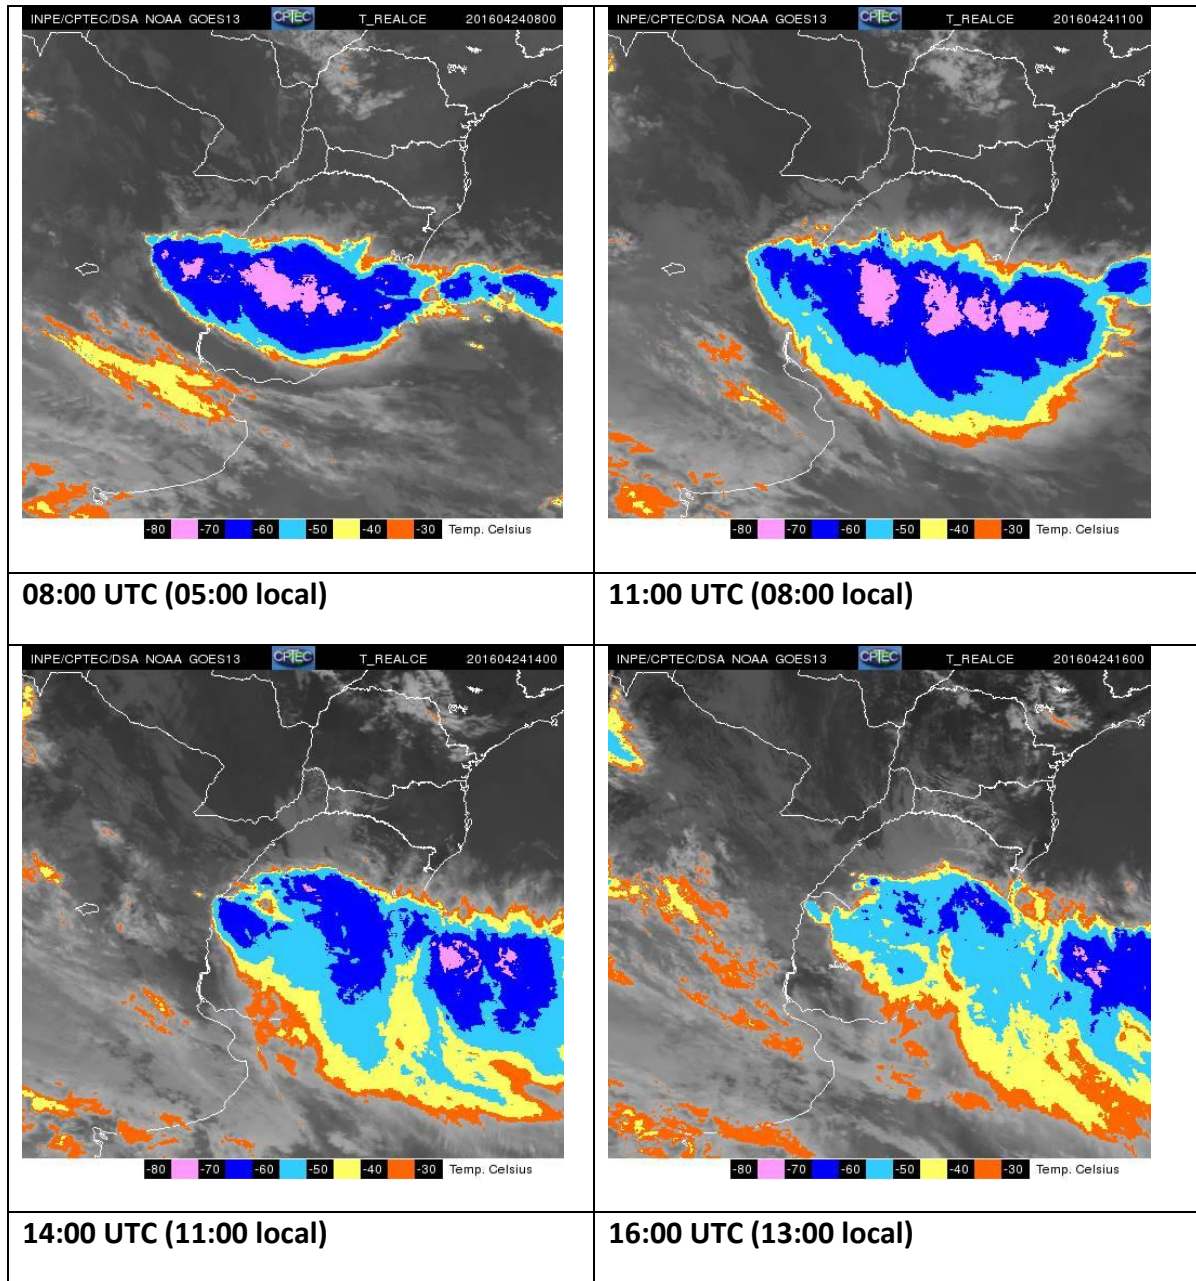 INPE/CPTEC/DSA NOAA GOES13 CPTEC T_REALCE 201604240800
-80 -70 -60 -50 -40 -30 Temp. Celsius
08:00 UTC (05:00 local)
INPE/CPTEC/DSA NOAA GOES13 CPTEC T_REALCE 201604241100
-80 -70 -60 -50 -40 -30 Temp. Celsius
11:00 UTC (08:00 local)
INPE/CPTEC/DSA NOAA GOES13 CPTEC T_REALCE 201604241400
-80 -70 -60 -50 -40 -30 Temp. Celsius
14:00 UTC (11:00 local)
INPE/CPTEC/DSA NOAA GOES13 CPTEC T_REALCE 201604241600
-80 -70 -60 -50 -40 -30 Temp. Celsius
16:00 UTC (13:00 local)